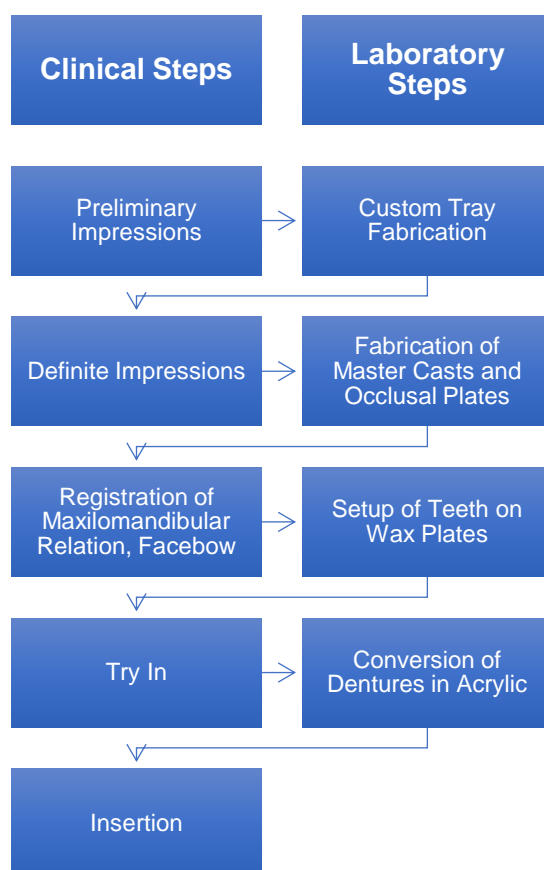 Clinical Steps
Laboratory
Steps
Preliminary
Impressions
Custom Tray
Fabrication
Definite Impressions
Fabrication of
Master Casts and
Occlusal Plates
Registration of
Maxilomandibular
Relation, Facebow
Setup of Teeth on
Wax Plates
Try In
Conversion of
Dentures in Acrylic
Insertion